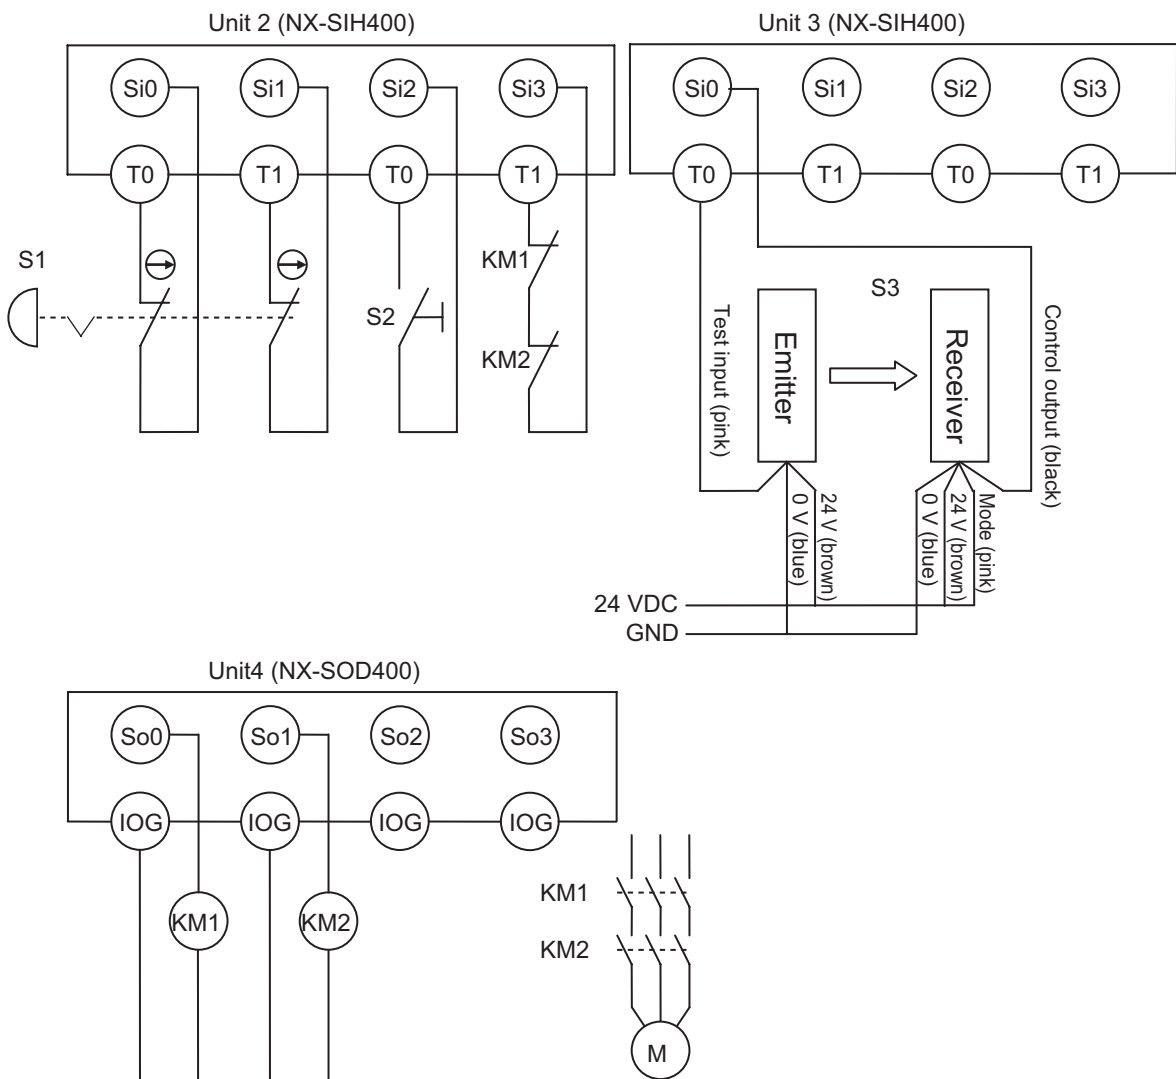 Unit 2 (NX-SIH400)
Unit 3 (NX-SIH400)
Si0 Si1 Si2 Si3
Si0 Si1 Si2 Si3
T0 T1 T0 T1
T0 T1 T0 T1
S1
S2
KM1
KM2
S3
Test input (pink)
Emitter
Receiver
Control output (black)
0 V (blue)
24 V (brown)
0 V (blue)
24 V (brown)
Mode (pink)
24 VDC
GND
Unit4 (NX-SOD400)
So0 So1 So2 So3
IOG IOG IOG IOG
KM1 KM2
KM1
KM2
M